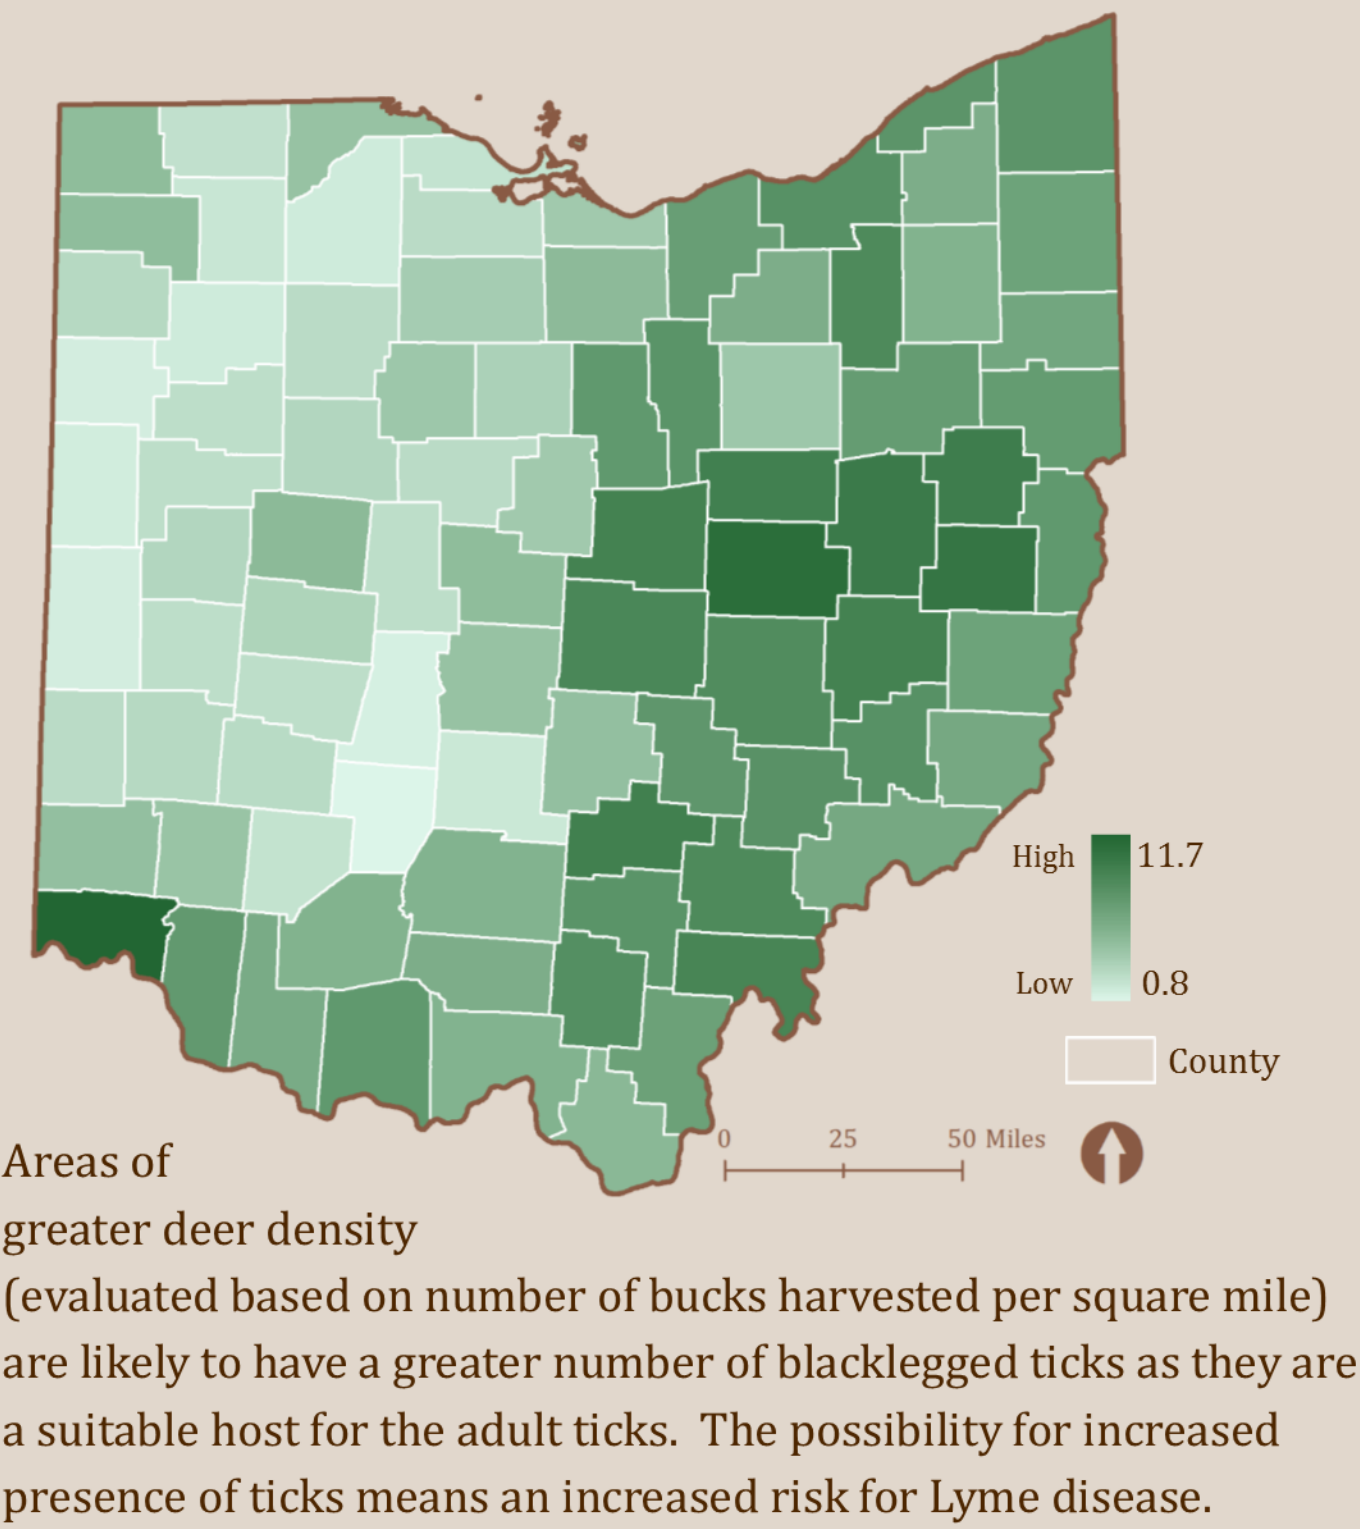 High 11.7
Low 0.8
County
0 25 50 Miles
Areas of
greater deer density
(evaluated based on number of bucks harvested per square mile)
are likely to have a greater number of blacklegged ticks as they are
a suitable host for the adult ticks.  The possibility for increased
presence of ticks means an increased risk for Lyme disease.